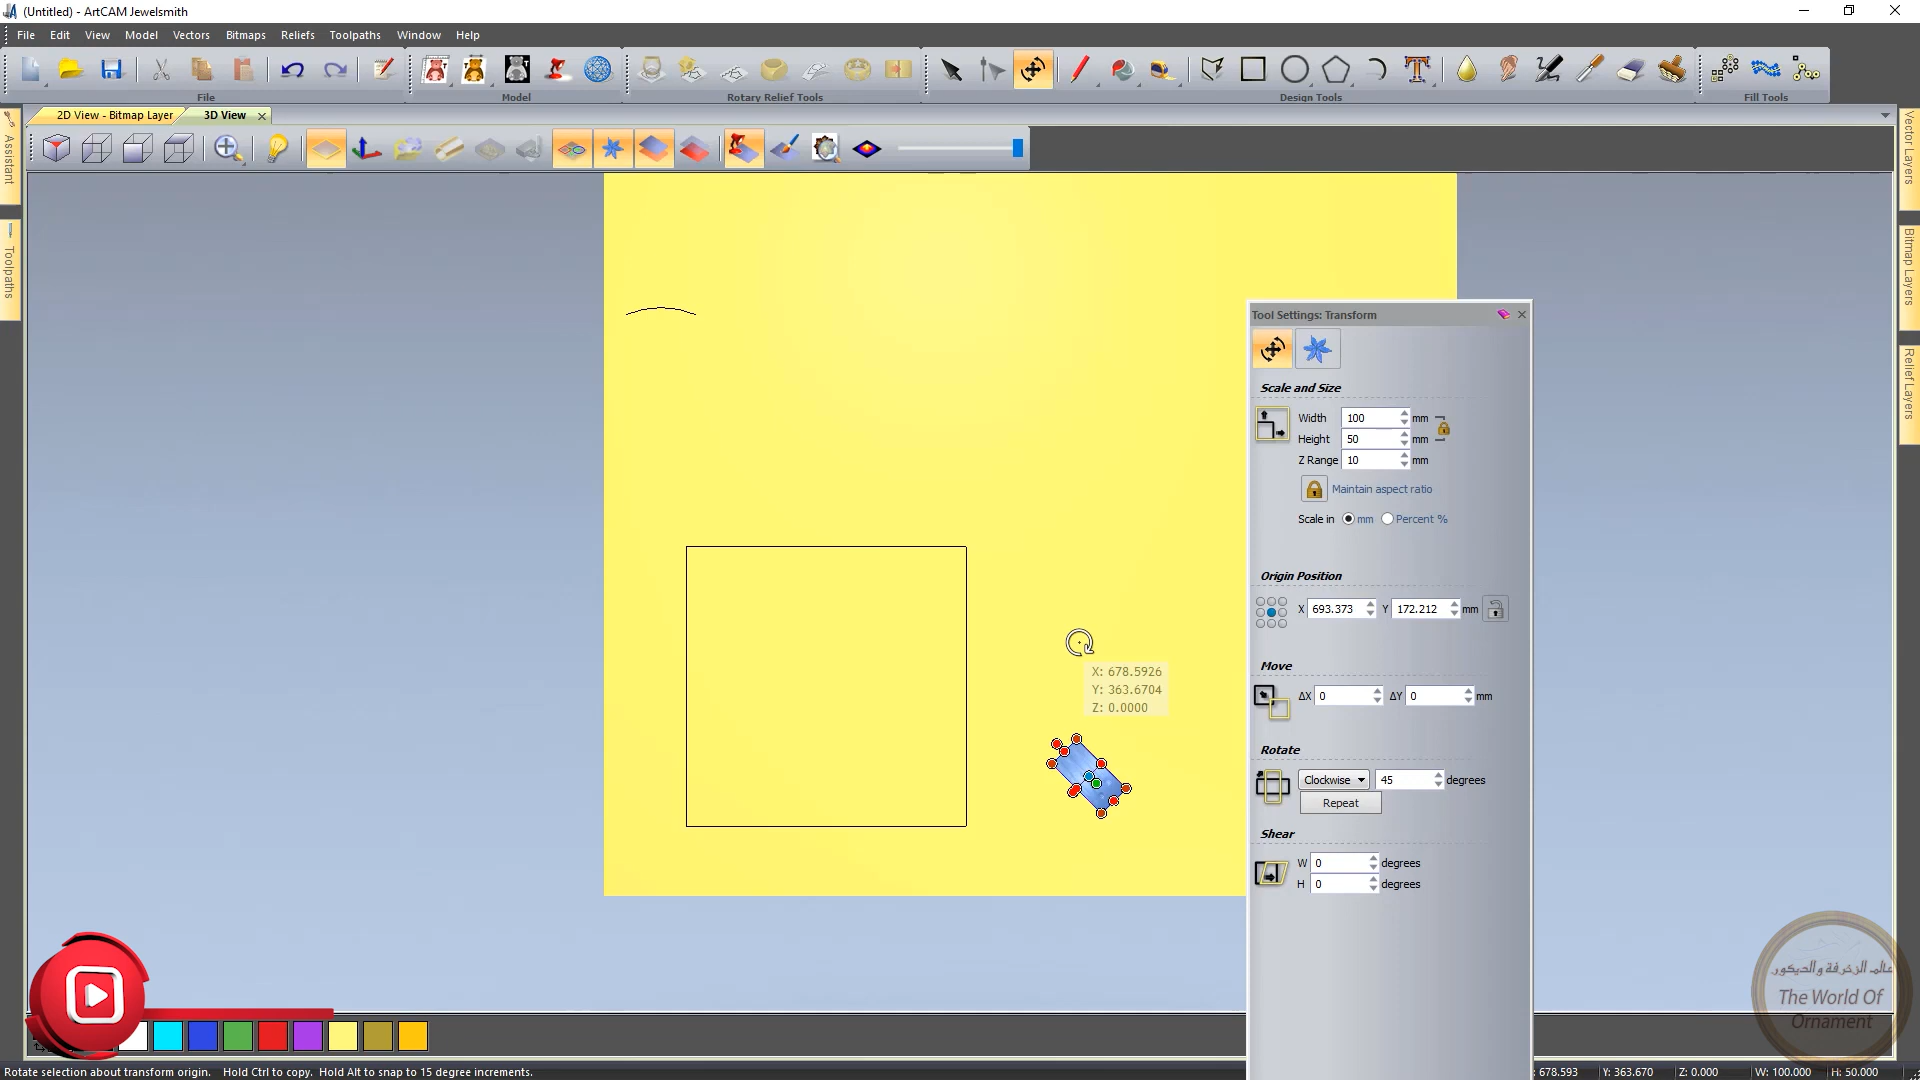 (Untitled) - ArtCAM Jewelsmith
File Edit View Model Vectors Bitmaps Reliefs Toolpaths Window Help
File Model Rotary Relief Tools Design Tools Fill Tools
2D View - Bitmap Layer 3D View
Assistant
Toolpaths
Vector Layers
Bitmap Layers
Relief Layers
X: 678.5926
Y: 363.6704
Z: 0.0000
Tool Settings: Transform
Scale and Size
Width 100 mm
Height 50 mm
Z Range 10 mm
Maintain aspect ratio
Scale in mm Percent %
Origin Position
X 693.373 Y 172.212 mm
Move
ΔX 0 ΔY 0 mm
Rotate
Clockwise 45 degrees
Repeat
Shear
W 0 degrees
H 0 degrees
عالم الزخرفة والديكور
The World Of
Ornament
Rotate selection about transform origin. Hold Ctrl to copy. Hold Alt to snap to 15 degree increments.
: 678.593 Y: 363.670 Z: 0.000 W: 100.000 H: 50.000